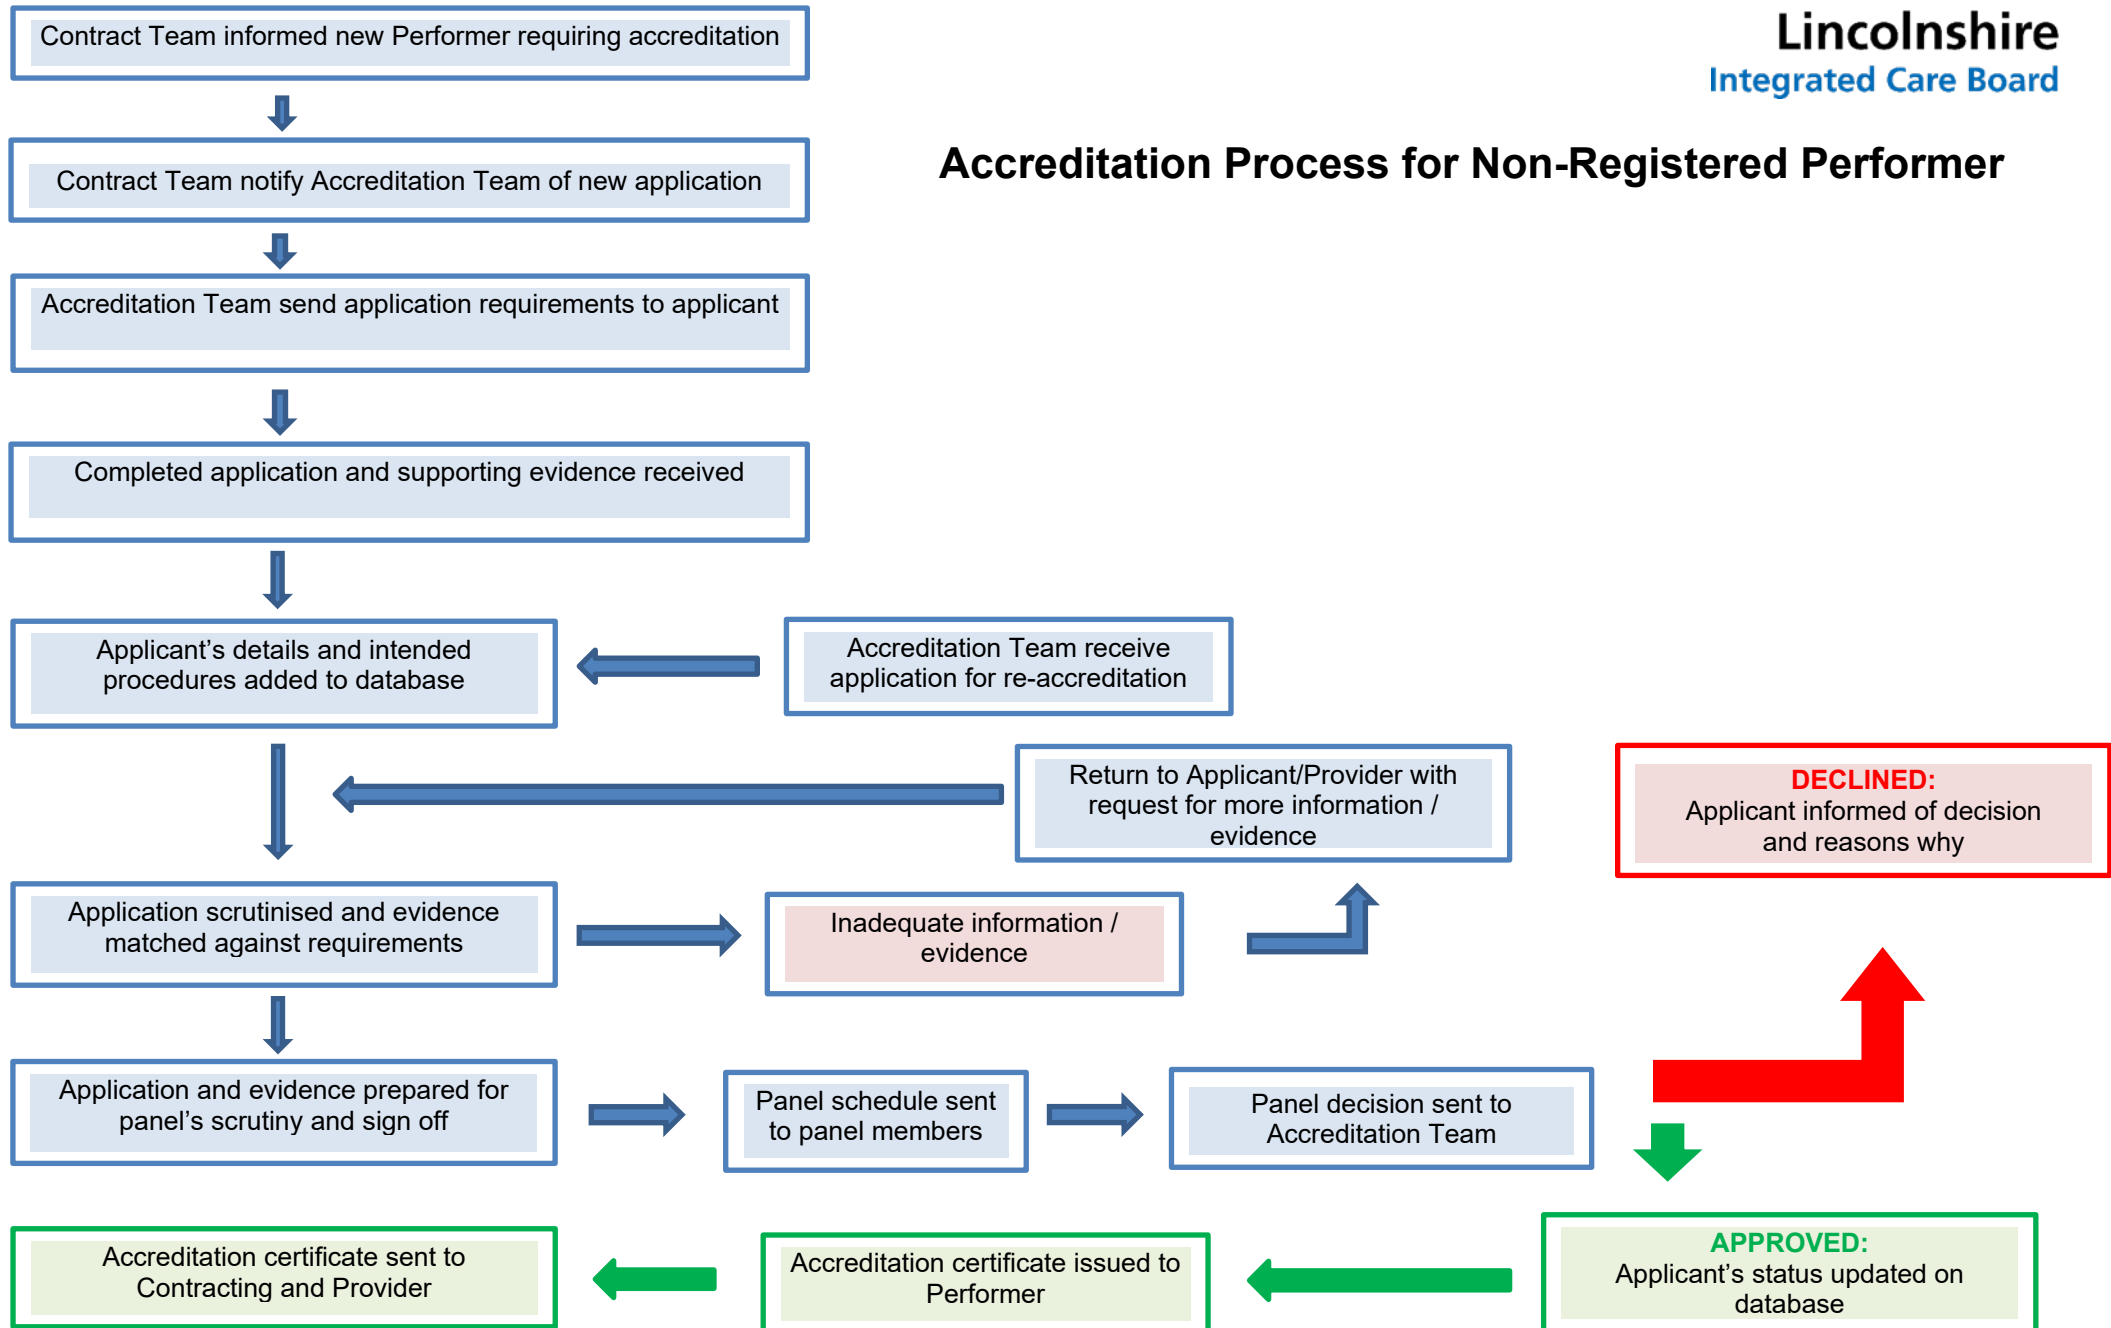 Contract Team informed new Performer requiring accreditation
Lincolnshire
Integrated Care Board
Accreditation Process for Non-Registered Performer
Contract Team notify Accreditation Team of new application
Accreditation Team send application requirements to applicant
Completed application and supporting evidence received
Applicant’s details and intended
procedures added to database
Accreditation Team receive
application for re-accreditation
Return to Applicant/Provider with
request for more information /
evidence
DECLINED:
Applicant informed of decision
and reasons why
Application scrutinised and evidence
matched against requirements
Inadequate information /
evidence
Application and evidence prepared for
panel’s scrutiny and sign off
Panel schedule sent
to panel members
Panel decision sent to
Accreditation Team
Accreditation certificate sent to
Contracting and Provider
Accreditation certificate issued to
Performer
APPROVED:
Applicant’s status updated on
database